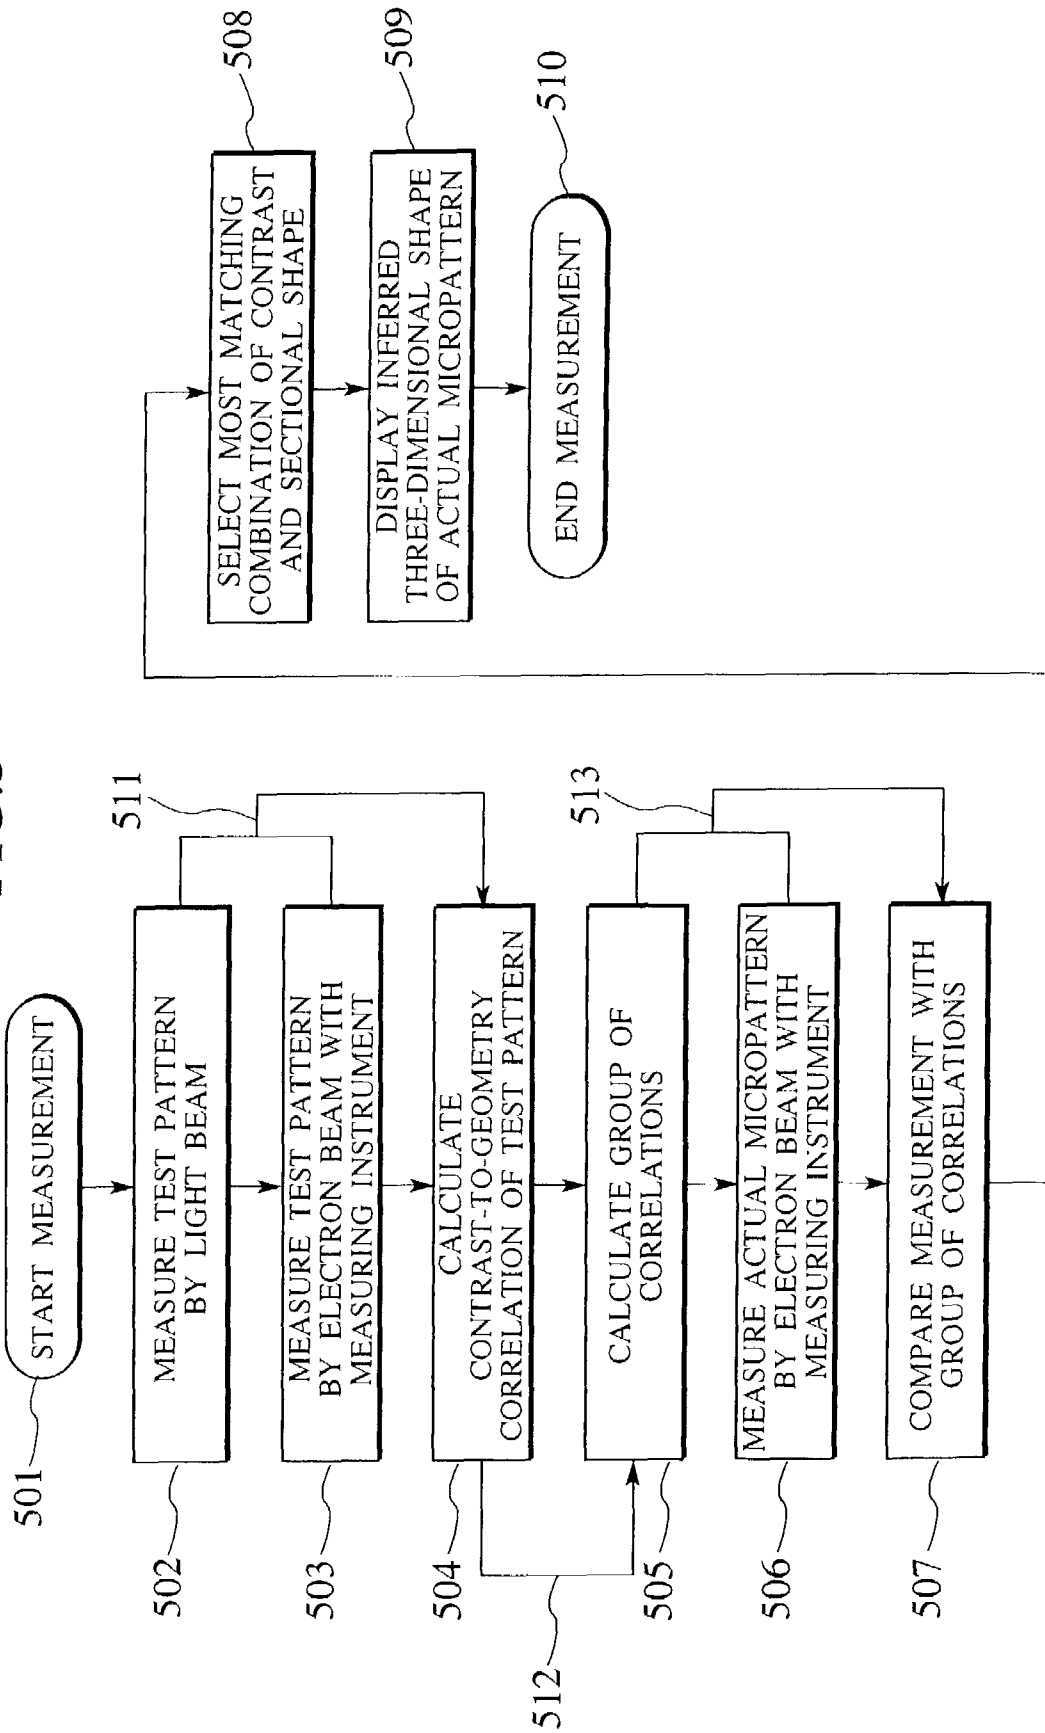 501
START MEASUREMENT
502
MEASURE TEST PATTERN
BY LIGHT BEAM
511
503
MEASURE TEST PATTERN
BY ELECTRON BEAM WITH
MEASURING INSTRUMENT
504
CALCULATE
CONTRAST-TO-GEOMETRY
CORRELATION OF TEST PATTERN
512
505
CALCULATE GROUP OF
CORRELATIONS
513
506
MEASURE ACTUAL MICROPATTERN
BY ELECTRON BEAM WITH
MEASURING INSTRUMENT
507
COMPARE MEASUREMENT WITH
GROUP OF CORRELATIONS
508
SELECT MOST MATCHING
COMBINATION OF CONTRAST
AND SECTIONAL SHAPE
509
DISPLAY INFERRED
THREE-DIMENSIONAL SHAPE
OF ACTUAL MICROPATTERN
510
END MEASUREMENT